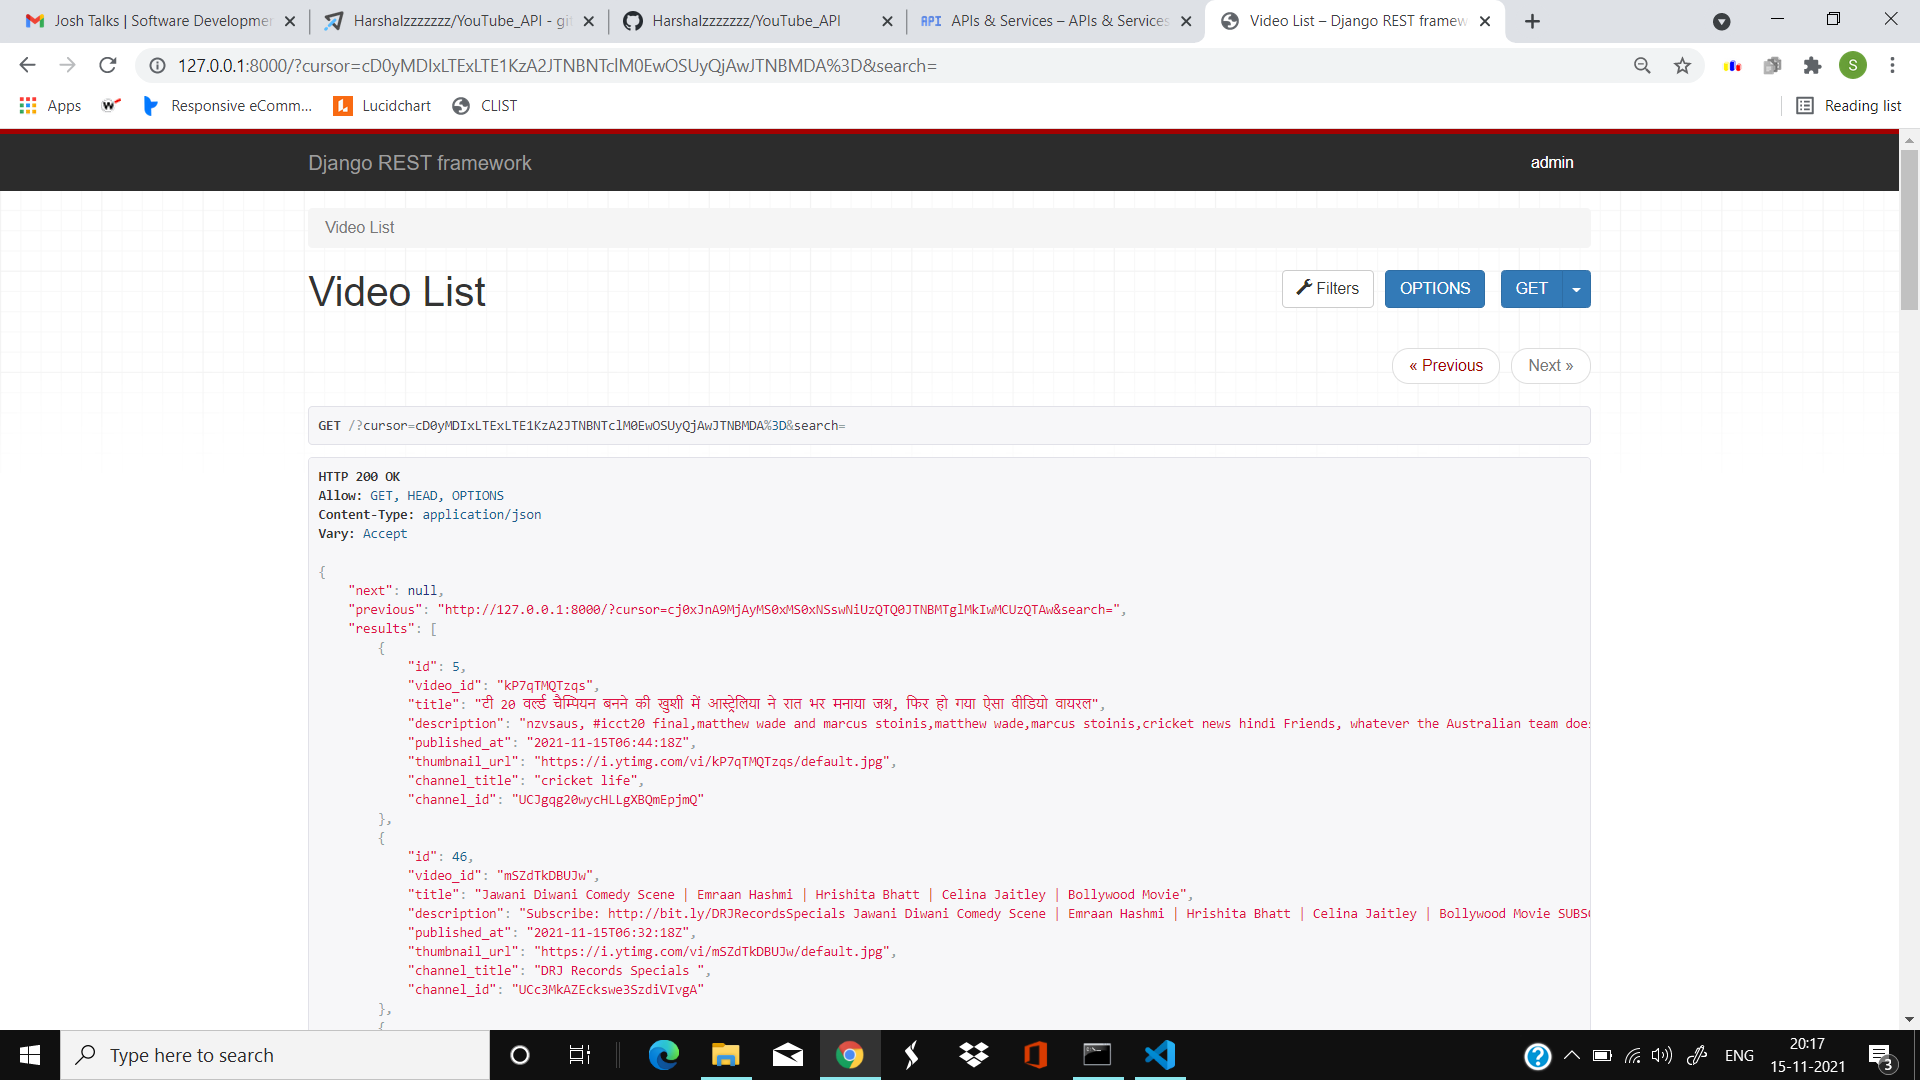 Josh Talks | Software Developmen
Harshalzzzzzzz/YouTube_API - git
Harshalzzzzzzz/YouTube_API
API APIs & Services – APIs & Services
Video List – Django REST framew
127.0.0.1:8000/?cursor=cD0yMDIxLTExLTE1KzA2JTNBNTclM0EwOSUyQjAwJTNBMDA%3D&search=
S
Apps
Responsive eComm...
Lucidchart
CLIST
Reading list
Django REST framework
admin
Video List
Video List
Filters
OPTIONS
GET
« Previous
Next »
GET /?cursor=cD0yMDIxLTExLTE1KzA2JTNBNTclM0EwOSUyQjAwJTNBMDA%3D&search=
HTTP 200 OK
Allow: GET, HEAD, OPTIONS
Content-Type: application/json
Vary: Accept
{
"next": null,
"previous": "http://127.0.0.1:8000/?cursor=cj0xJnA9MjAyMS0xMS0xNSswNiUzQTQ0JTNBMTglMkIwMCUzQTAw&search=",
"results": [
{
"id": 5,
"video_id": "kP7qTMQTzqs",
"title": "टी 20 वर्ल्ड चैम्पियन बनने की खुशी में आस्ट्रेलिया ने रात भर मनाया जश्न, फिर हो गया ऐसा वीडियो वायरल",
"description": "nzvsaus, #icct20 final,matthew wade and marcus stoinis,matthew wade,marcus stoinis,cricket news hindi Friends, whatever the Australian team doe
"published_at": "2021-11-15T06:44:18Z",
"thumbnail_url": "https://i.ytimg.com/vi/kP7qTMQTzqs/default.jpg",
"channel_title": "cricket life",
"channel_id": "UCJgqg20wycHLLgXBQmEpjmQ"
},
{
"id": 46,
"video_id": "mSZdTkDBUJw",
"title": "Jawani Diwani Comedy Scene | Emraan Hashmi | Hrishita Bhatt | Celina Jaitley | Bollywood Movie",
"description": "Subscribe: http://bit.ly/DRJRecordsSpecials Jawani Diwani Comedy Scene | Emraan Hashmi | Hrishita Bhatt | Celina Jaitley | Bollywood Movie SUBS
"published_at": "2021-11-15T06:32:18Z",
"thumbnail_url": "https://i.ytimg.com/vi/mSZdTkDBUJw/default.jpg",
"channel_title": "DRJ Records Specials ",
"channel_id": "UCc3MkAZEckswe3SzdiVIvgA"
},
{
Type here to search
ENG
20:17
15-11-2021
3